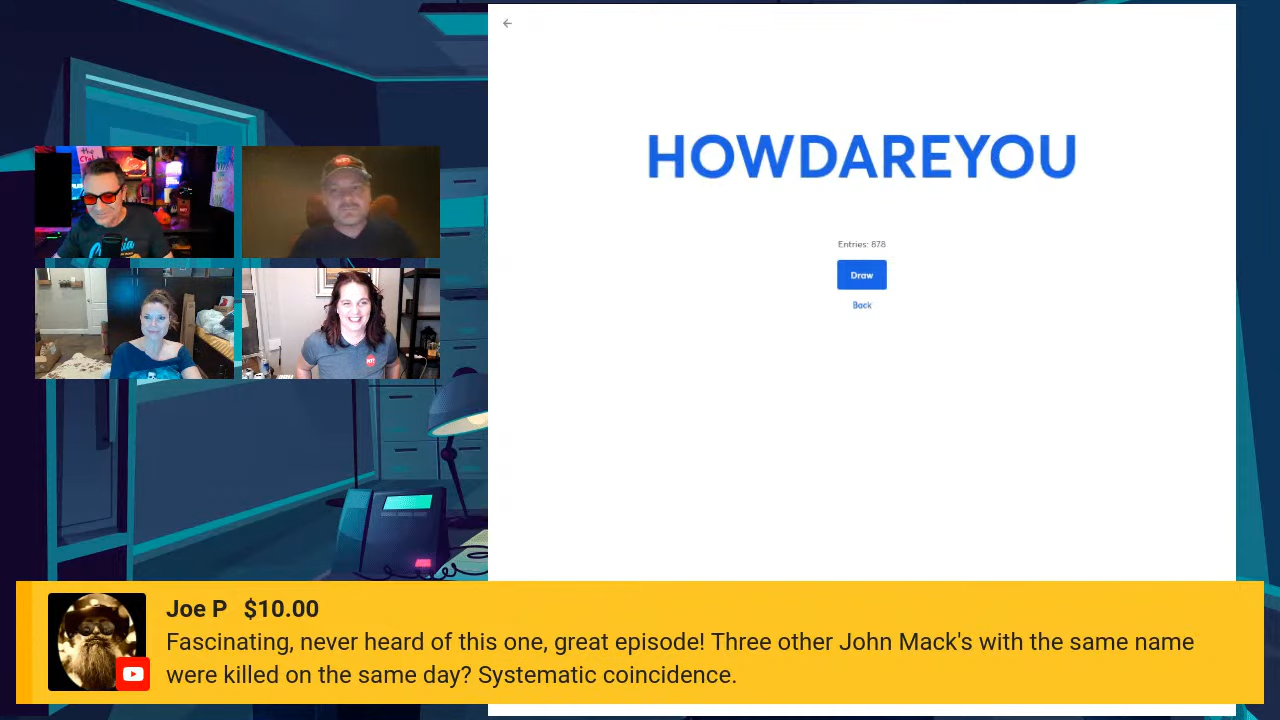 HOWDAREYOU
Entries: 878
Draw
Back
Joe P $10.00
Fascinating, never heard of this one, great episode! Three other John Mack's with the same name
were killed on the same day? Systematic coincidence.